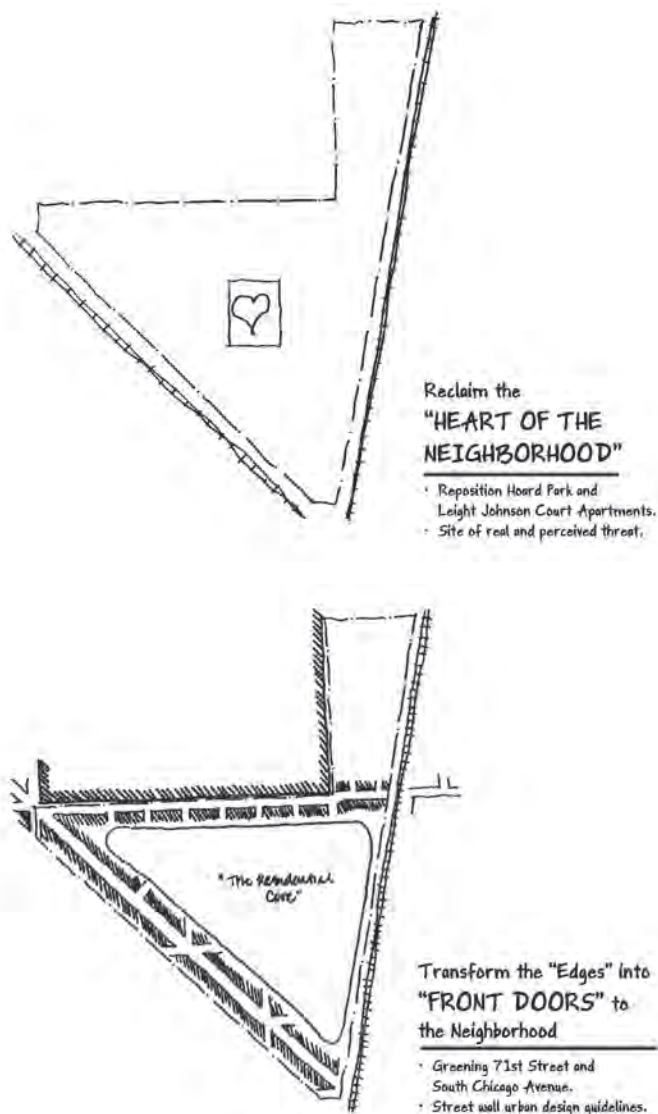 Reclaim the
"HEART OF THE
NEIGHBORHOOD"
· Reposition Hoard Park and
Leight Johnson Court Apartments.
· Site of real and perceived threat.
"The Residential
Core"
Transform the "Edges" into
"FRONT DOORS" to
the Neighborhood
· Greening 71st Street and
South Chicago Avenue.
· Street wall urban design guidelines.